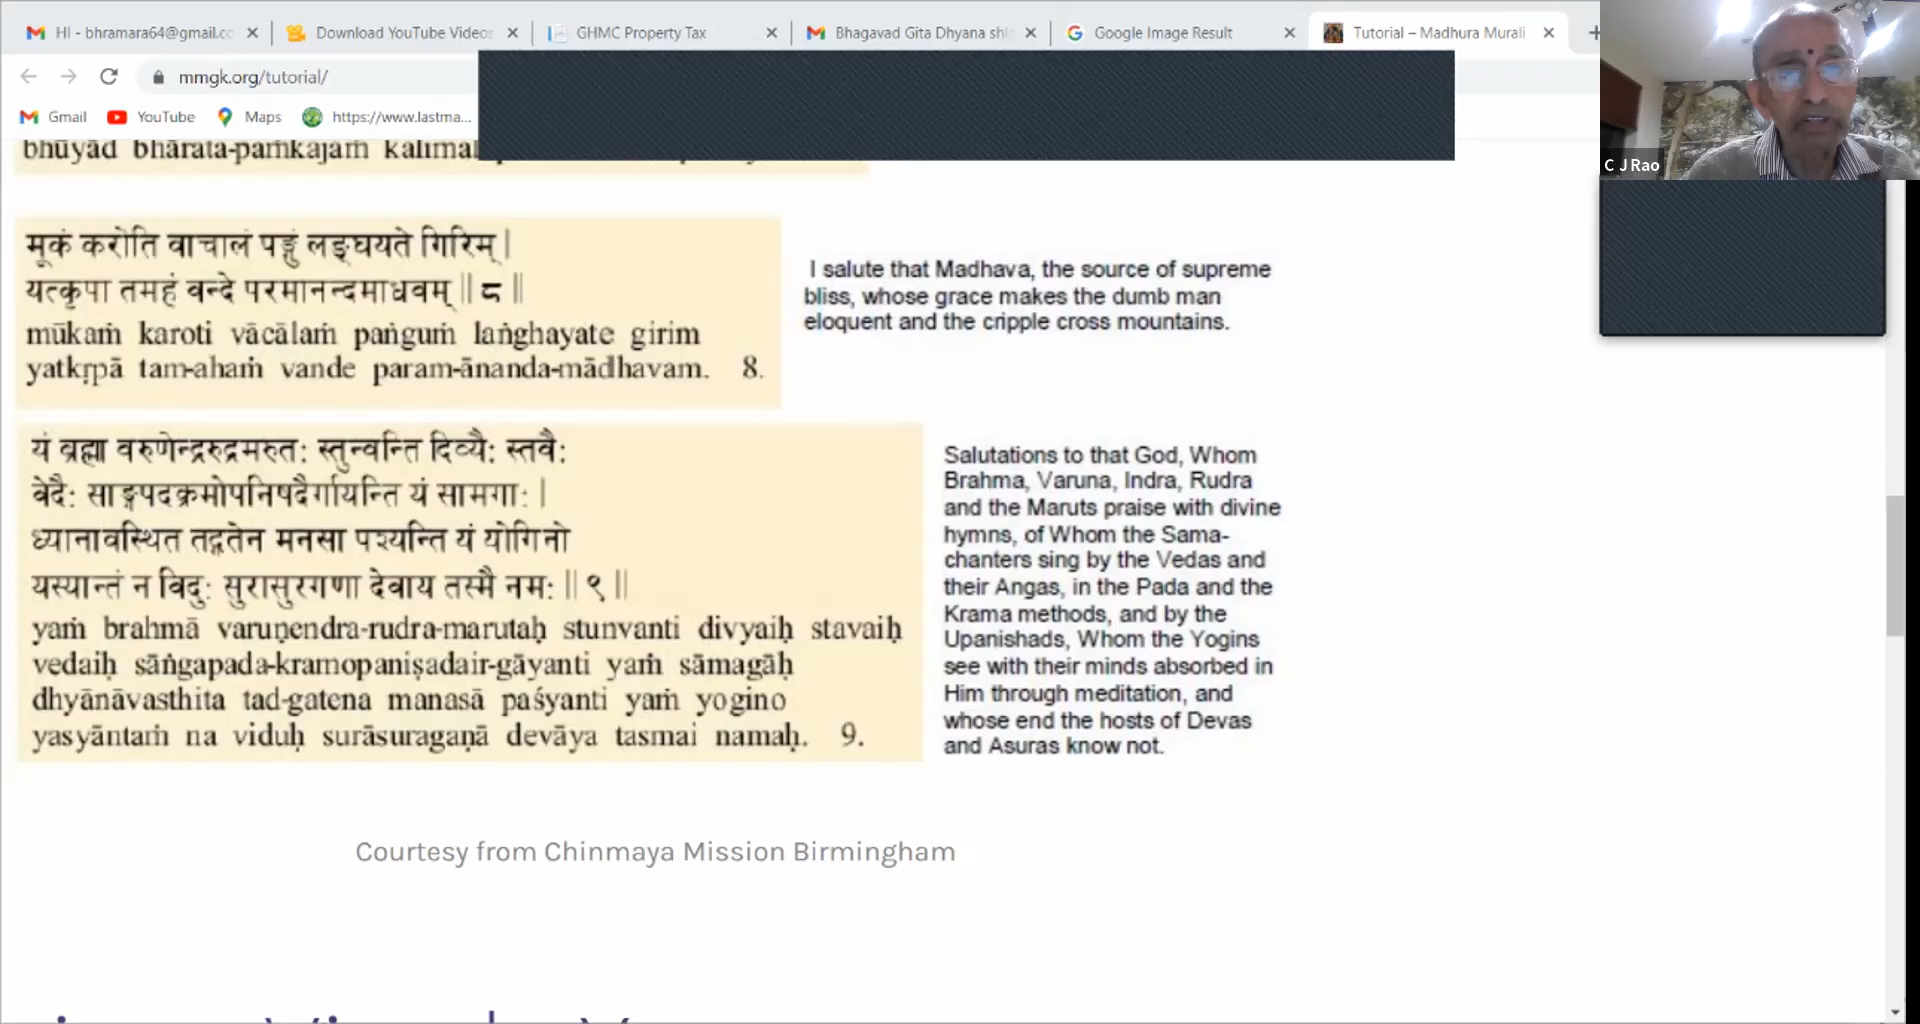 HI - bhramara64@gmail.co
Download YouTube Videos
GHMC Property Tax
Bhagavad Gita Dhyana shl
Google Image Result
Tutorial – Madhura Murali
mmgk.org/tutorial/
Gmail
YouTube
Maps
https://www.lastma...
C J Rao
bhūyād bhārata-paṁkajaṁ
मूकं करोति वाचालं पङ्गुं लङ्घयते गिरिम् |
यत्कृपा तमहं वन्दे परमानन्दमाधवम् || ८ ||
mūkaṁ karoti vācālaṁ paṅguṁ laṅghayate girim
yatkṛpā tam-ahaṁ vande param-ānanda-mādhavam. 8.
I salute that Madhava, the source of supreme
bliss, whose grace makes the dumb man
eloquent and the cripple cross mountains.
यं ब्रह्मा वरुणेन्द्ररुद्रमरुतः स्तुन्वन्ति दिव्यैः स्तवैः
वेदैः साङ्गपदक्रमोपनिषदैर्गायन्ति यं सामगाः |
ध्यानावस्थित तद्गतेन मनसा पश्यन्ति यं योगिनो
यस्यान्तं न विदुः सुरासुरगणा देवाय तस्मै नमः || ९ ||
yaṁ brahmā varuṇendra-rudra-marutaḥ stunvanti divyaiḥ stavaiḥ
vedaiḥ sāṅgapada-kramopaniṣadair-gāyanti yaṁ sāmagāḥ
dhyānāvasthita tad-gatena manasā paśyanti yaṁ yogino
yasyāntaṁ na viduḥ surāsuragaṇā devāya tasmai namaḥ. 9.
Salutations to that God, Whom
Brahma, Varuna, Indra, Rudra
and the Maruts praise with divine
hymns, of Whom the Sama-
chanters sing by the Vedas and
their Angas, in the Pada and the
Krama methods, and by the
Upanishads, Whom the Yogins
see with their minds absorbed in
Him through meditation, and
whose end the hosts of Devas
and Asuras know not.
Courtesy from Chinmaya Mission Birmingham